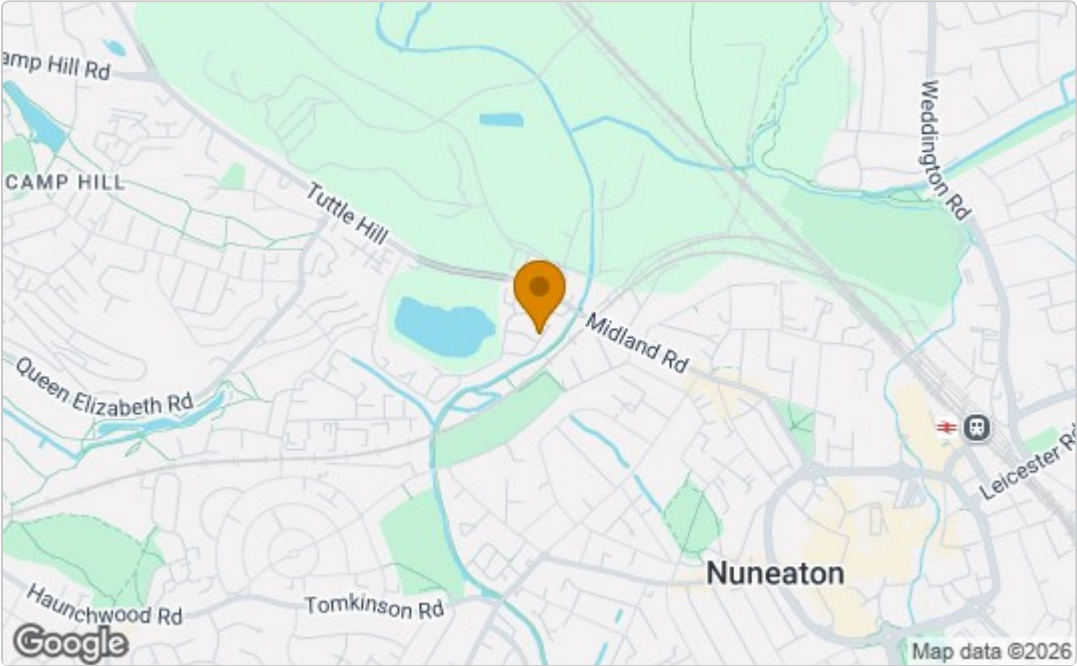 amp Hill Rd
Weddington Rd
CAMP HILL
Tuttle Hill
Midland Rd
Queen Elizabeth Rd
Leicester Rd
Nuneaton
Haunchwood Rd
Tomkinson Rd
Google
Map data ©2026